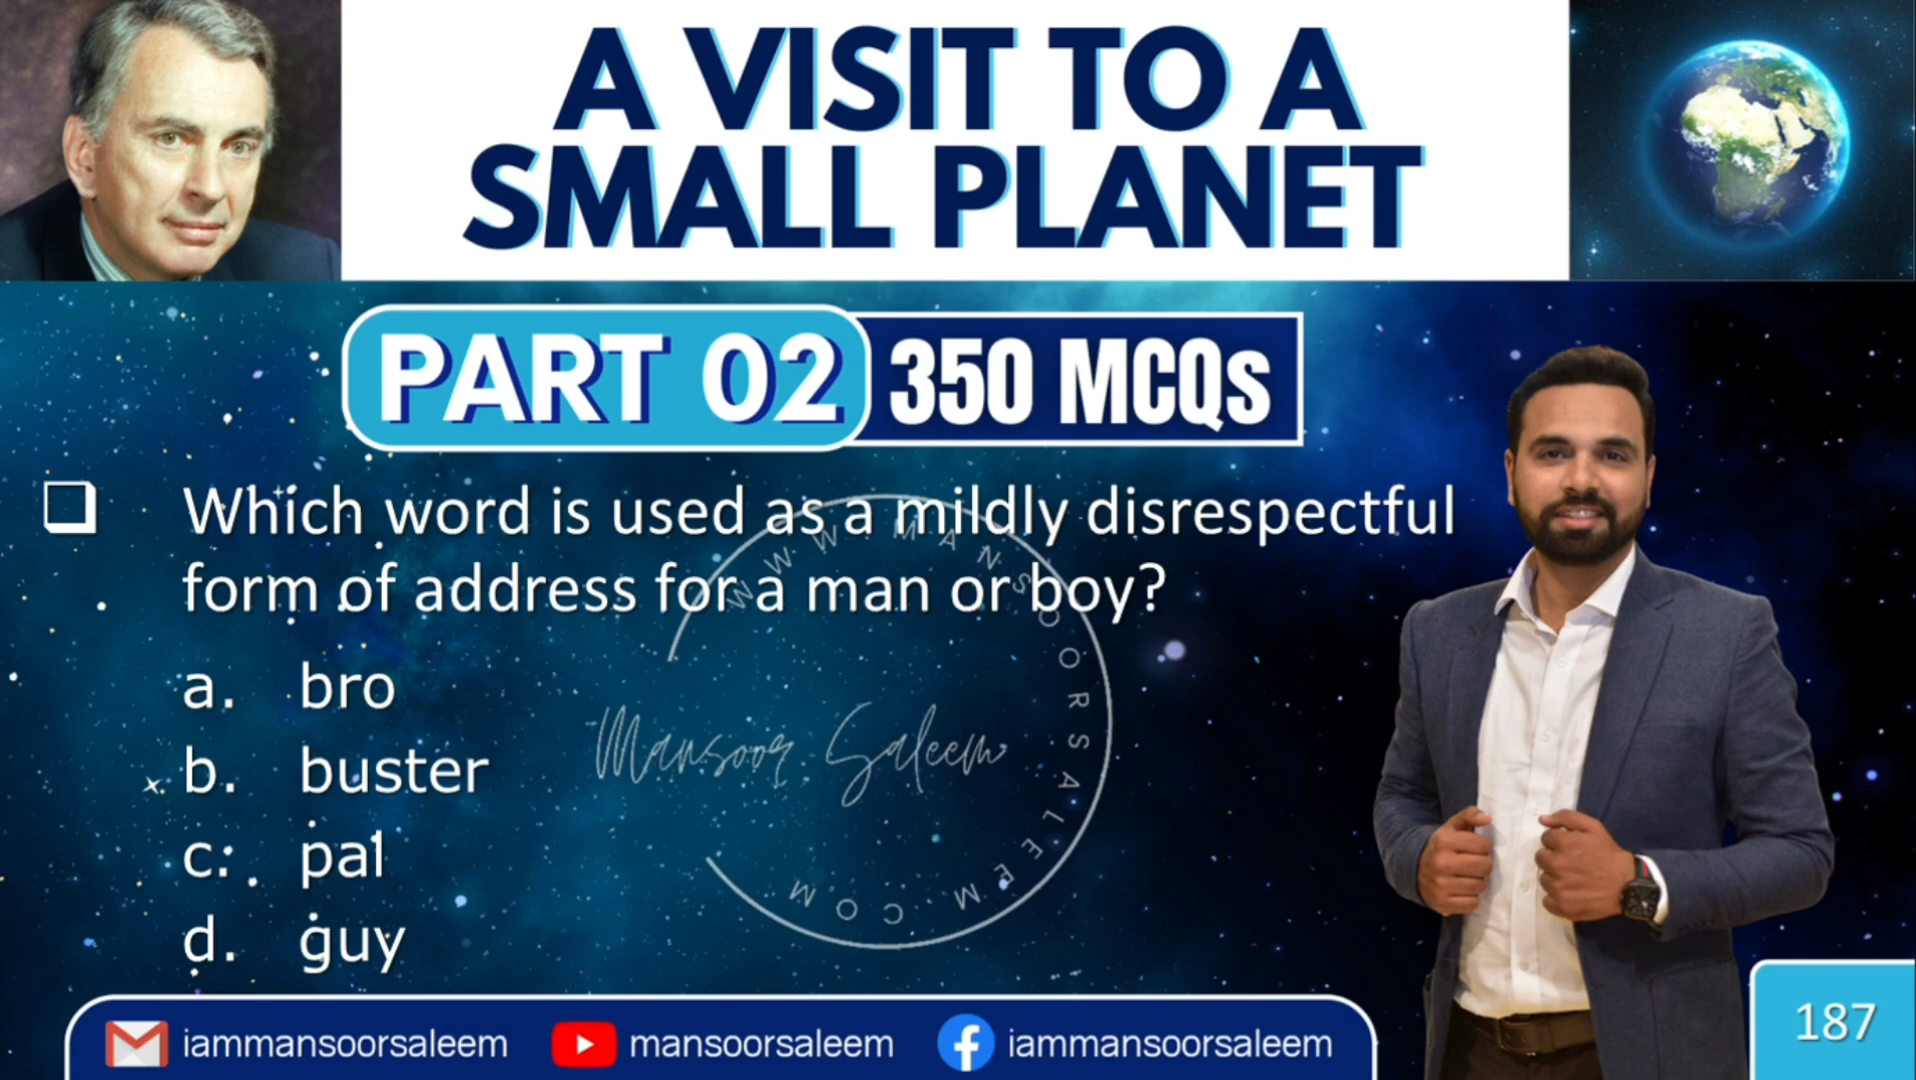 A VISIT TO A
SMALL PLANET
PART 02 350 MCQs
❑ Which word is used as a mildly disrespectful
form of address for a man or boy?
a. bro
b. buster
c. pal
d. guy
WWW.MANSOORSALEEM.COM
Mansoor Saleem
iammansoorsaleem mansoorsaleem iammansoorsaleem
187